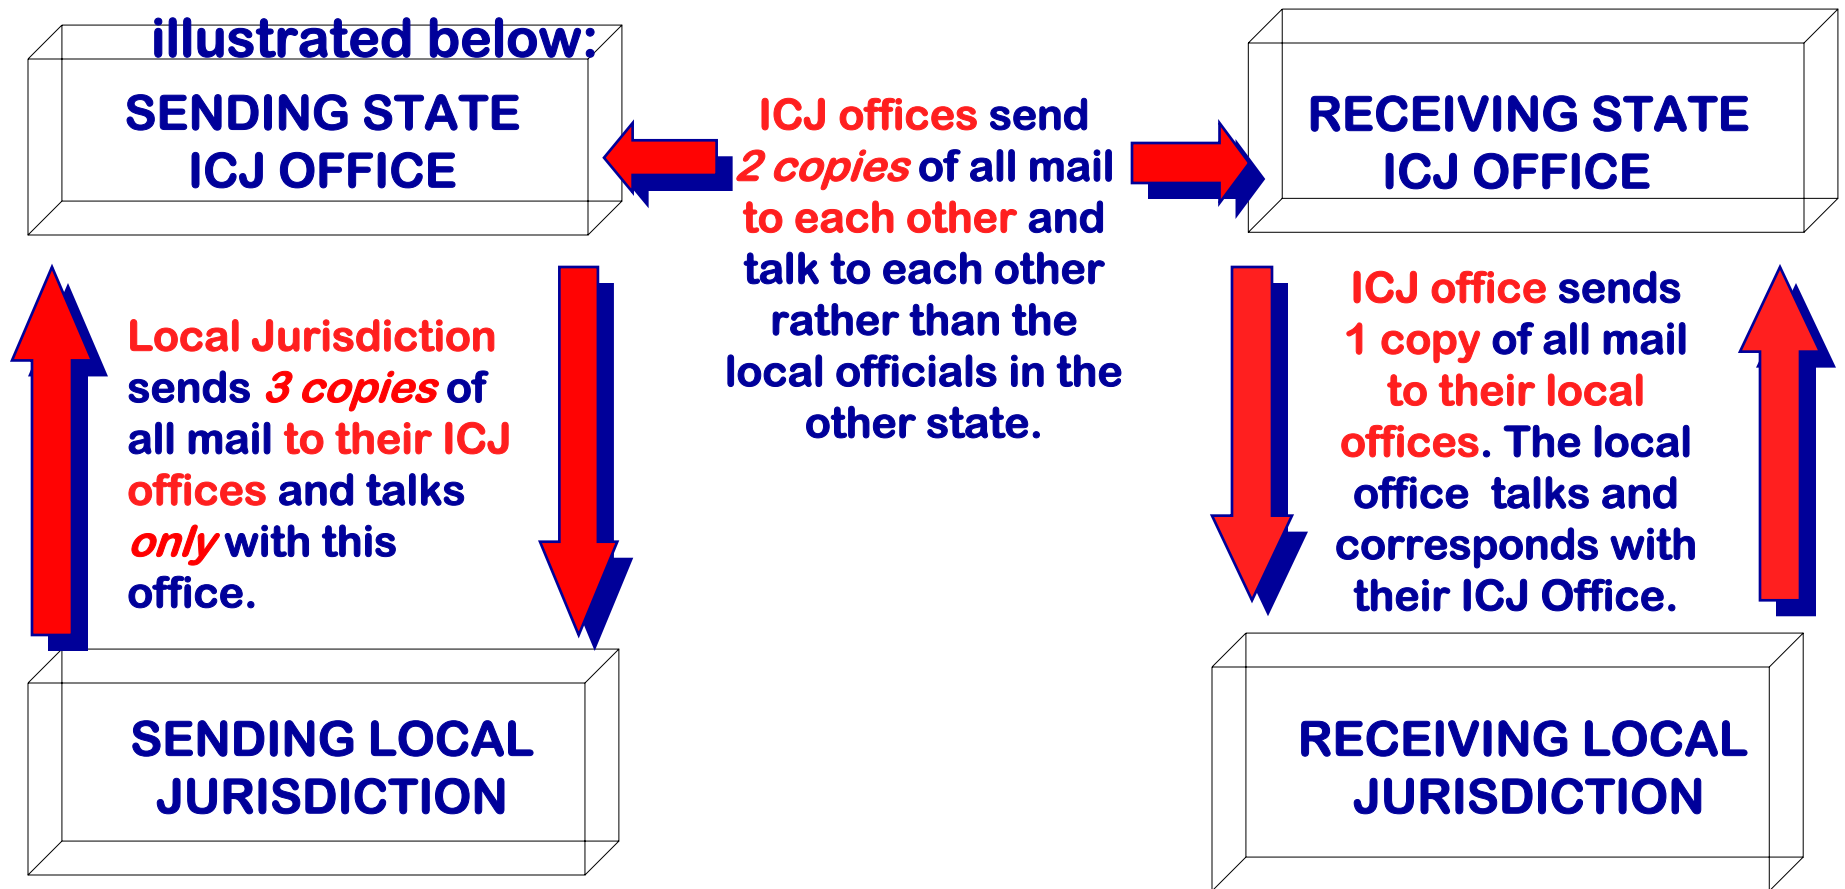 illustrated below:
SENDING STATE
ICJ OFFICE
ICJ offices send
2 copies of all mail
to each other and
talk to each other
rather than the
local officials in the
other state.
RECEIVING STATE
ICJ OFFICE
Local Jurisdiction
sends 3 copies of
all mail to their ICJ
offices and talks
only with this
office.
ICJ office sends
1 copy of all mail
to their local
offices. The local
office  talks and
corresponds with
their ICJ Office.
SENDING LOCAL
JURISDICTION
RECEIVING LOCAL
JURISDICTION